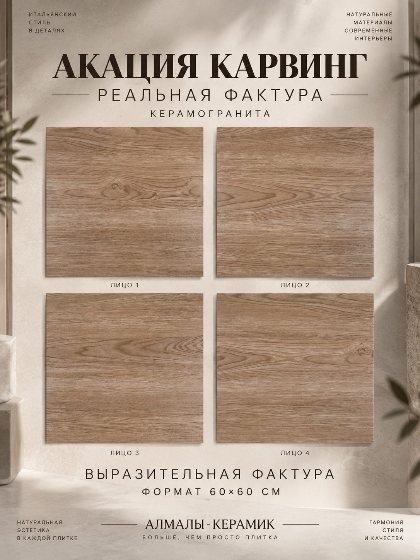 ИТАЛЬЯНСКИЙ
СТИЛЬ
В ДЕТАЛЯХ
НАТУРАЛЬНЫЕ
МАТЕРИАЛЫ
СОВРЕМЕННЫЕ
ИНТЕРЬЕРЫ
АКАЦИЯ КАРВИНГ
РЕАЛЬНАЯ ФАКТУРА
КЕРАМОГРАНИТА
ЛИЦО 1
ЛИЦО 2
ЛИЦО 3
ЛИЦО 4
ВЫРАЗИТЕЛЬНАЯ ФАКТУРА
ФОРМАТ 60×60 СМ
НАТУРАЛЬНАЯ
ЭСТЕТИКА
В КАЖДОЙ ПЛИТКЕ
АЛМАЛЫ-КЕРАМИК
БОЛЬШЕ, ЧЕМ ПРОСТО ПЛИТКА
ГАРМОНИЯ
СТИЛЯ
И КАЧЕСТВА